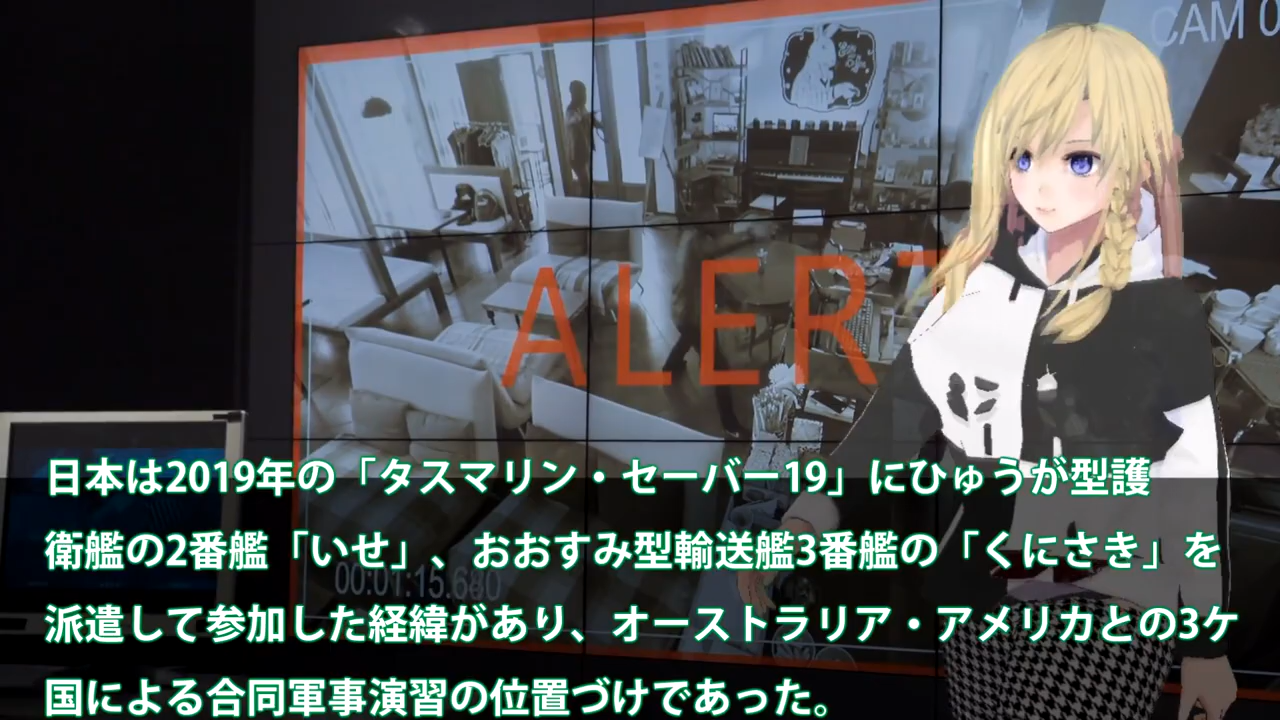 CAM 0
ALERT
日本は2019年の「タスマリン・セーバー19」にひゅうが型護
衛艦の2番艦「いせ」、おおすみ型輸送艦3番艦の「くにさき」を
00:01:15.680
派遣して参加した経緯があり、オーストラリア・アメリカとの3ケ
国による合同軍事演習の位置づけであった。